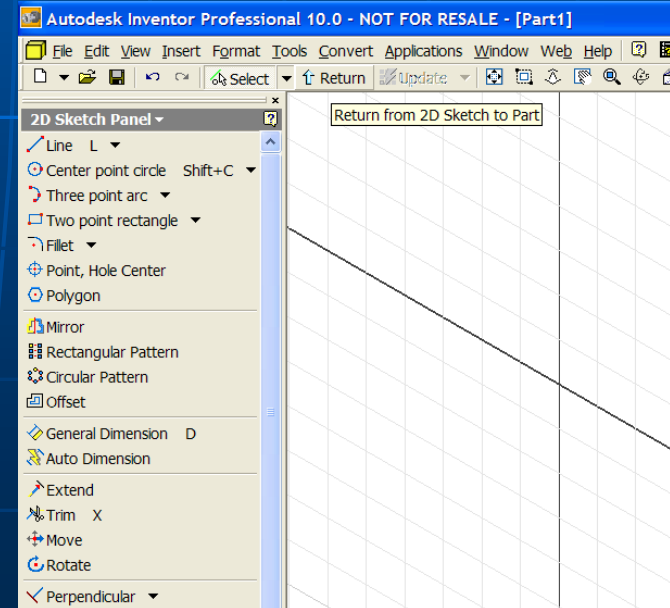 Autodesk Inventor Professional 10.0 - NOT FOR RESALE - [Part1]
File Edit View Insert Format Tools Convert Applications Window Web Help
Select Return Update
2D Sketch Panel
Return from 2D Sketch to Part
Line L
Center point circle Shift+C
Three point arc
Two point rectangle
Fillet
Point, Hole Center
Polygon
Mirror
Rectangular Pattern
Circular Pattern
Offset
General Dimension D
Auto Dimension
Extend
Trim X
Move
Rotate
Perpendicular